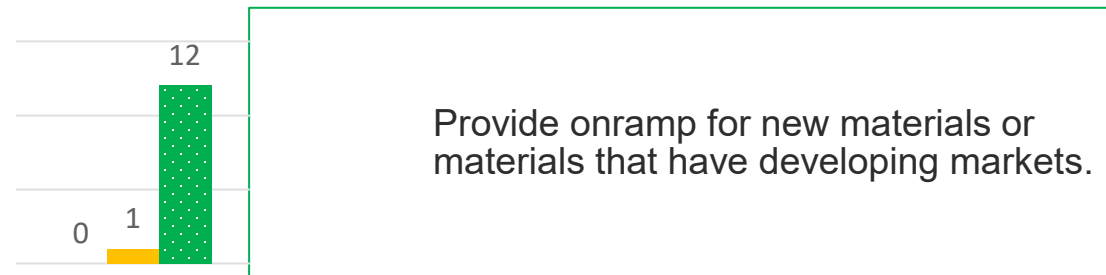 12
1
0
Provide onramp for new materials or
materials that have developing markets.